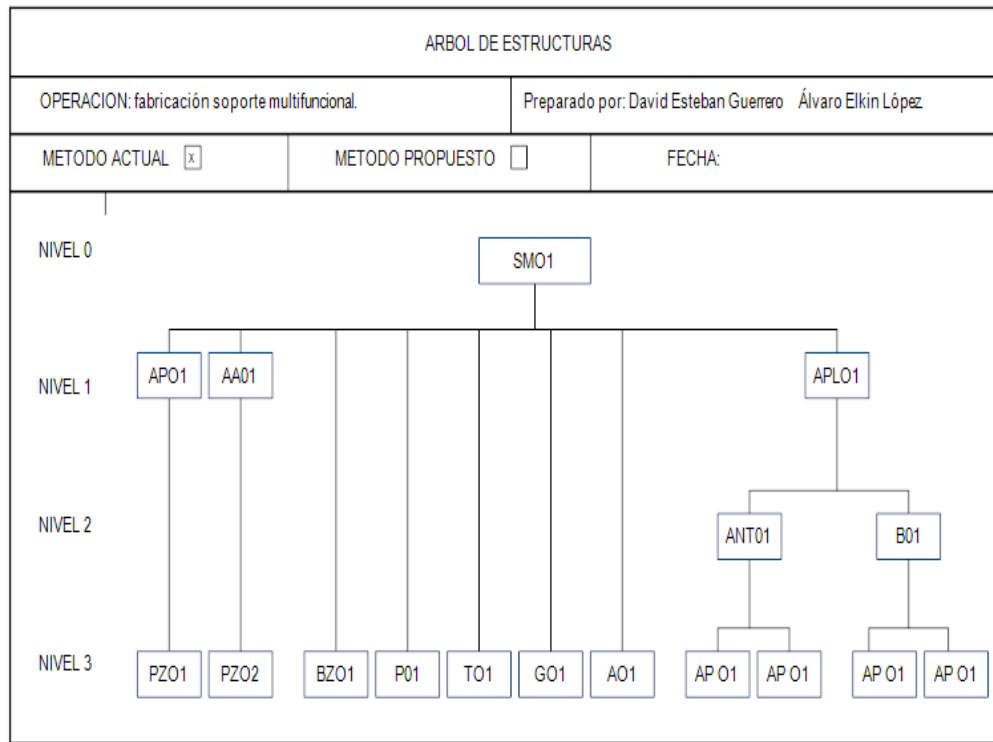 ARBOL DE ESTRUCTURAS
OPERACION: fabricación soporte multifuncional.
Preparado por: David Esteban Guerrero Álvaro Elkin López
METODO ACTUAL x
METODO PROPUESTO
FECHA:
NIVEL 0
SMO1
NIVEL 1
APO1 AA01 APLO1
NIVEL 2
ANT01 B01
NIVEL 3
PZO1 PZO2 BZO1 P01 TO1 GO1 AO1 AP O1 AP O1 AP O1 AP O1